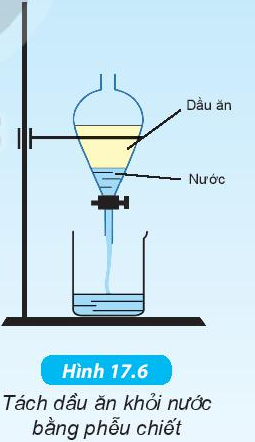 Dầu ăn
Nước
Hình 17.6
Tách dầu ăn khỏi nước
bằng phễu chiết